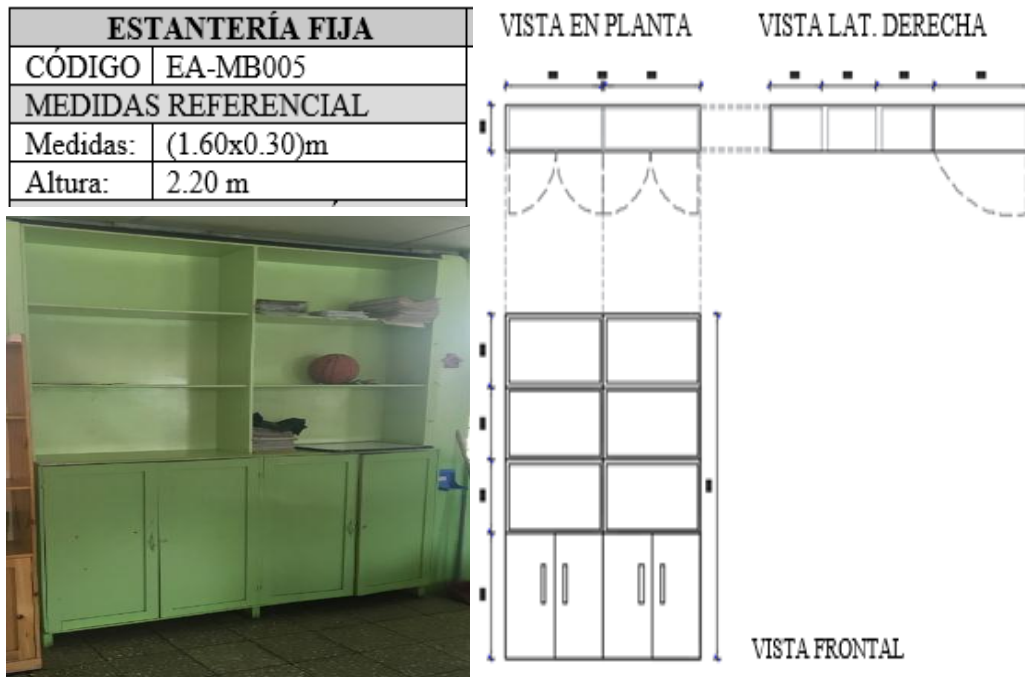 ESTANTERÍA FIJA
CÓDIGO EA-MB005
MEDIDAS REFERENCIAL
Medidas: (1.60x0.30)m
Altura: 2.20 m
VISTA EN PLANTA
VISTA LAT. DERECHA
VISTA FRONTAL